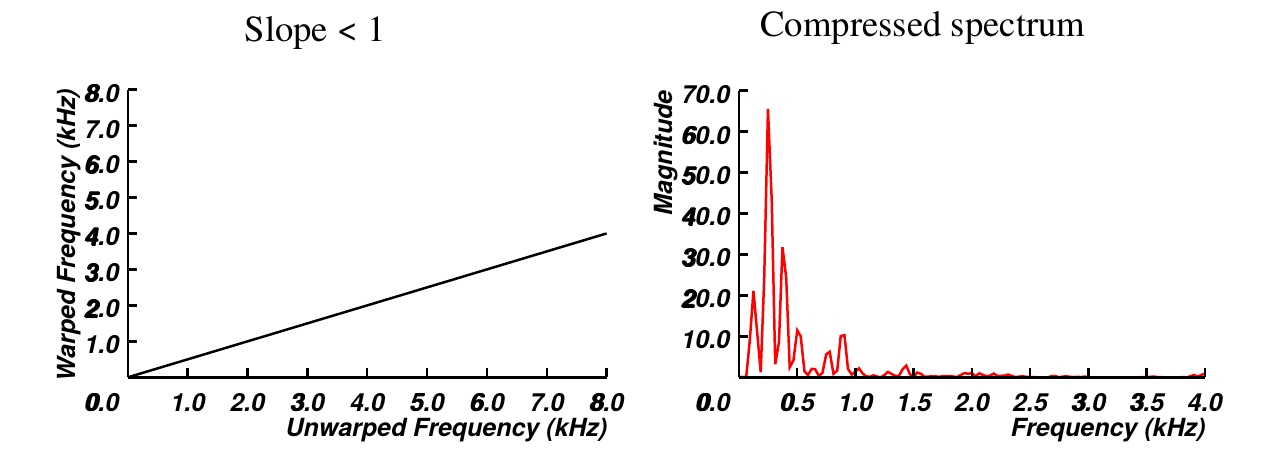 Slope < 1
Compressed spectrum
Warped Frequency (kHz)
8.0
7.0
6.0
5.0
4.0
3.0
2.0
1.0
0.0 1.0 2.0 3.0 4.0 5.0 6.0 7.0 8.0
Unwarped Frequency (kHz)
Magnitude
70.0
60.0
50.0
40.0
30.0
20.0
10.0
0.0 0.5 1.0 1.5 2.0 2.5 3.0 3.5 4.0
Frequency (kHz)